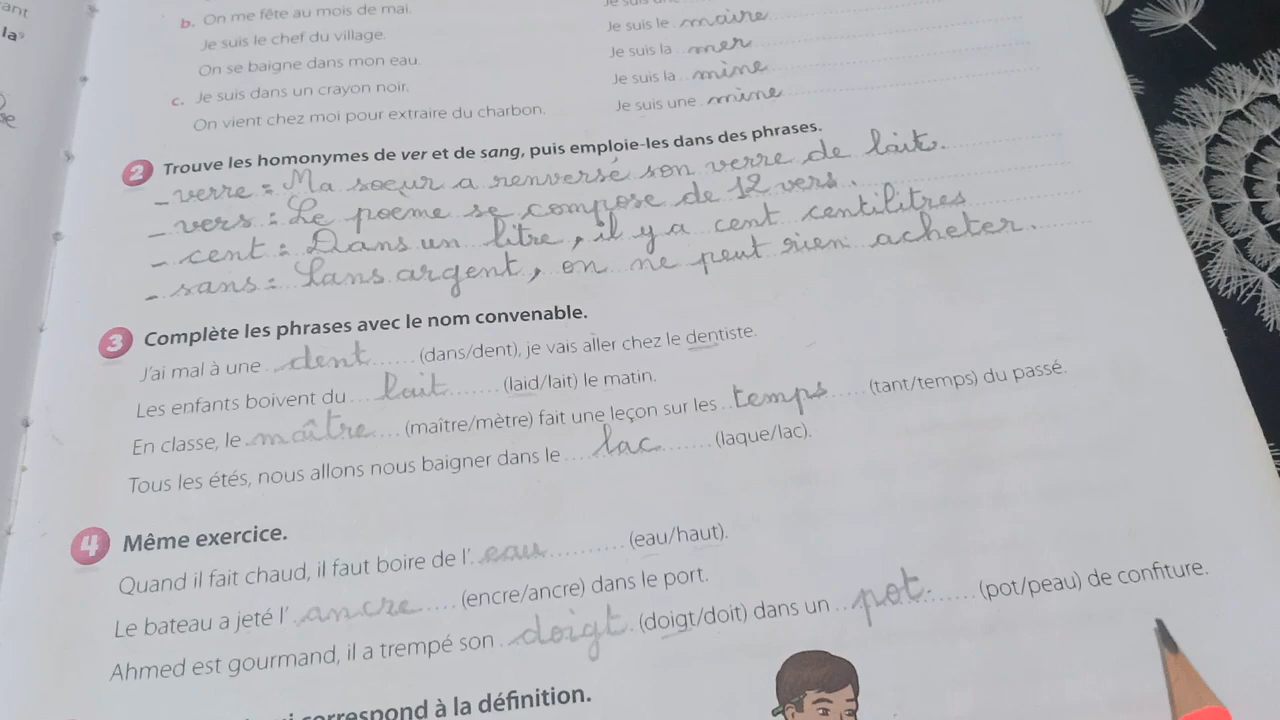 ant
la
b. On me fête au mois de mai.
Je suis le maire
Je suis le chef du village.
Je suis la mer
On se baigne dans mon eau.
Je suis la mine
c. Je suis dans un crayon noir.
Je suis une mine
On vient chez moi pour extraire du charbon.
2 Trouve les homonymes de ver et de sang, puis emploie-les dans des phrases.
- verre : Ma soeur a renversé son verre de lait.
- vers : Le poeme se compose de 12 vers.
- cent : Dans un litre, il y a cent centilitres
- sans : Sans argent, on ne peut rien acheter.
3 Complète les phrases avec le nom convenable.
J'ai mal à une dent (dans/dent), je vais aller chez le dentiste.
Les enfants boivent du lait (laid/lait) le matin.
En classe, le maître (maître/mètre) fait une leçon sur les temps (tant/temps) du passé.
Tous les étés, nous allons nous baigner dans le lac (laque/lac).
4 Même exercice.
Quand il fait chaud, il faut boire de l'eau (eau/haut).
Le bateau a jeté l'ancre (encre/ancre) dans le port.
Ahmed est gourmand, il a trempé son doigt (doigt/doit) dans un pot (pot/peau) de confiture.
correspond à la définition.